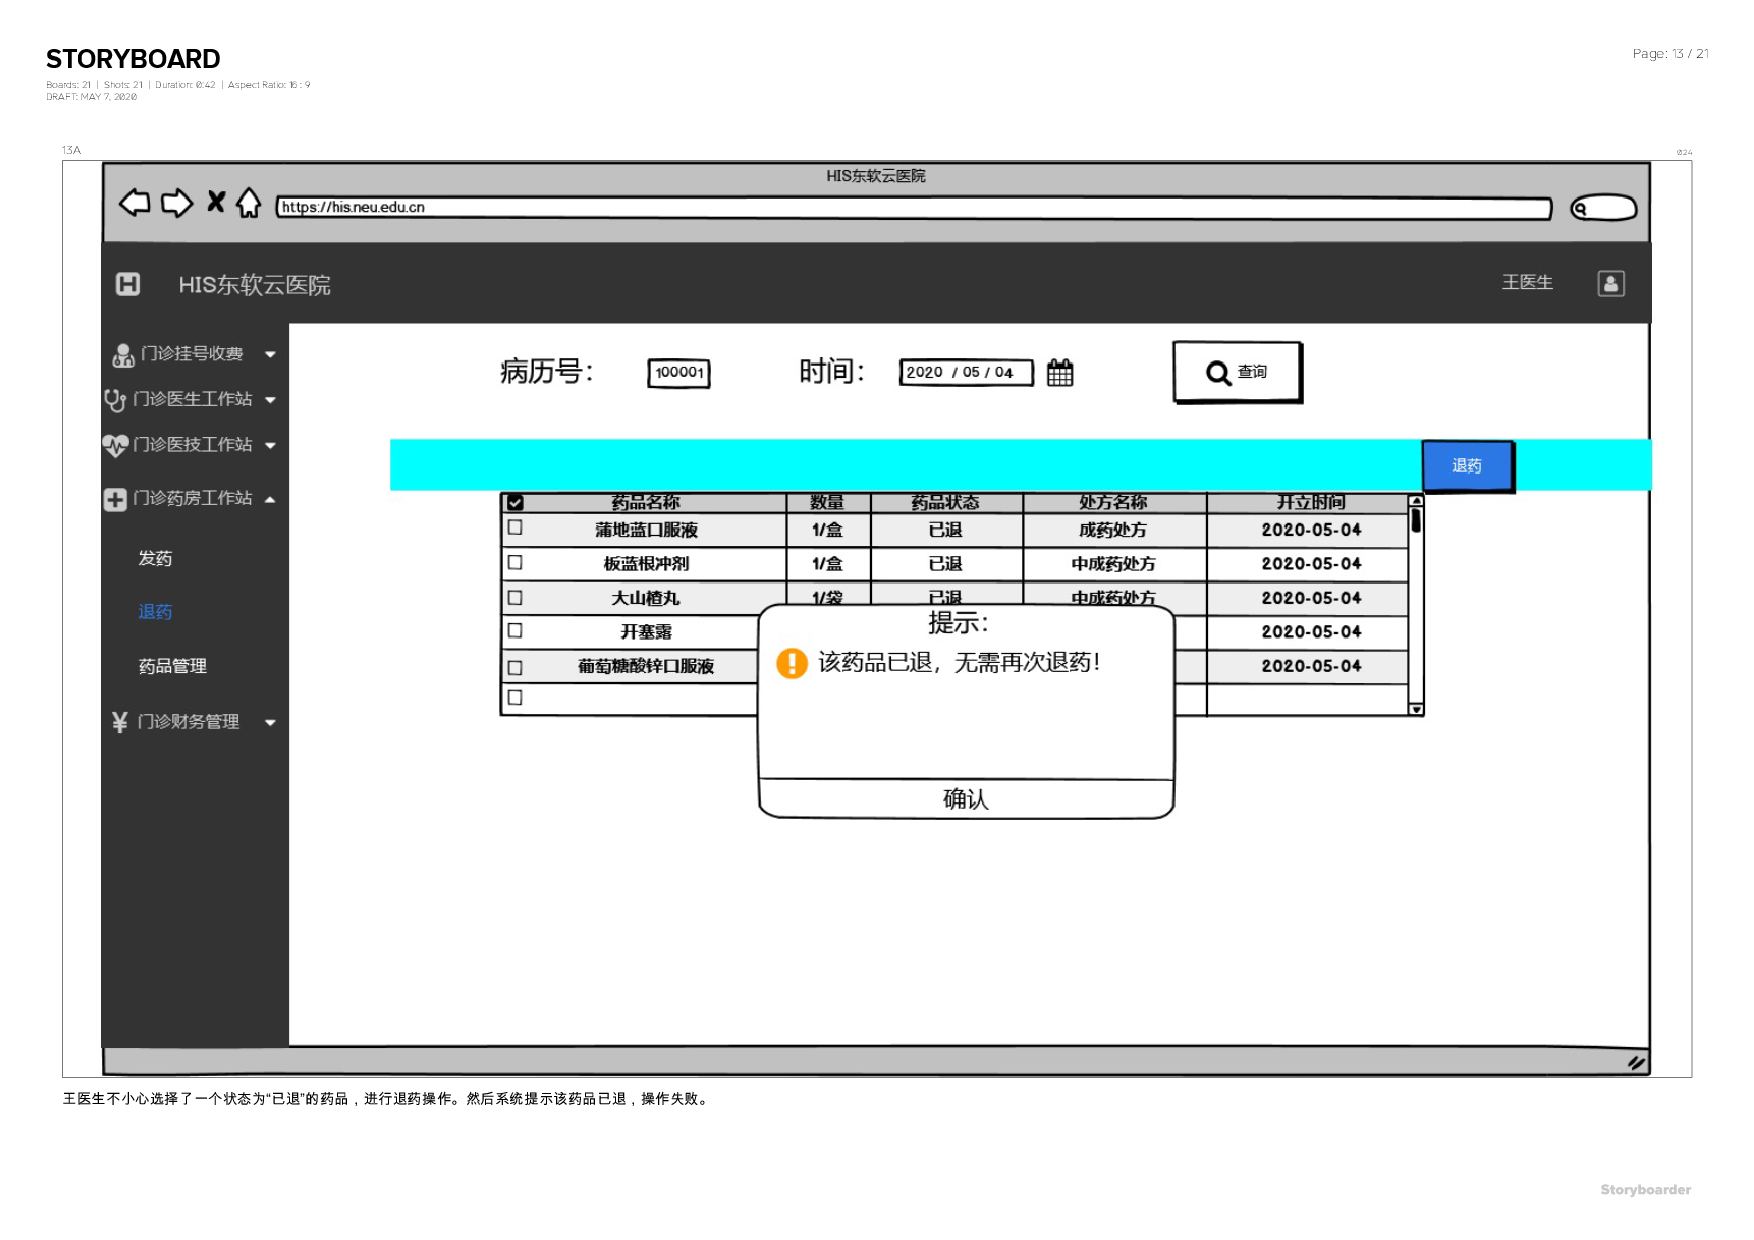 STORYBOARD
Page: 13 / 21
Boards: 21 | Shots: 21 | Duration: 0:42 | Aspect Ratio: 16 : 9
DRAFT: MAY 7, 2020
13A
024
HIS东软云医院
https://his.neu.edu.cn
HIS东软云医院
王医生
门诊挂号收费
门诊医生工作站
门诊医技工作站
门诊药房工作站
发药
退药
药品管理
门诊财务管理
病历号： 100001 时间： 2020 / 05 / 04 查询
退药
药品名称 数量 药品状态 处方名称 开立时间
蒲地蓝口服液 1/盒 已退 成药处方 2020-05-04
板蓝根冲剂 1/盒 已退 中成药处方 2020-05-04
大山楂丸 1/袋 已退 中成药处方 2020-05-04
开塞露 2020-05-04
葡萄糖酸锌口服液 2020-05-04
提示：
该药品已退，无需再次退药！
确认
王医生不小心选择了一个状态为“已退”的药品，进行退药操作。然后系统提示该药品已退，操作失败。
Storyboarder